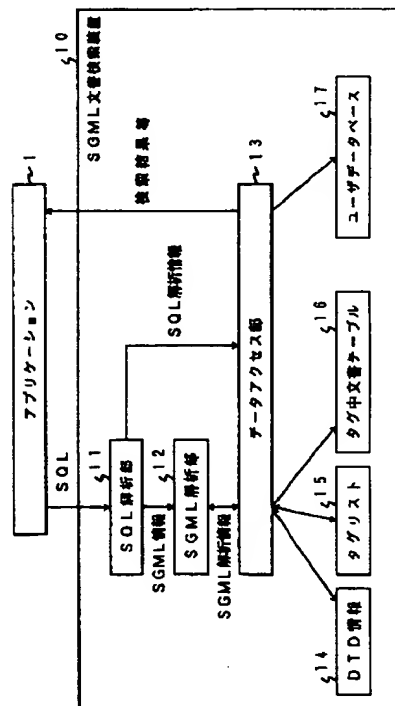 アプリケーション
1
SGML文書検索装置
10
SQL
検索結果等
11
SQL解析部
SQL解析情報
SGML情報
12
SGML解析部
SGML解析情報
13
データアクセス部
14
DTD情報
15
タグリスト
16
タグ中文書テーブル
17
ユーザデータベース